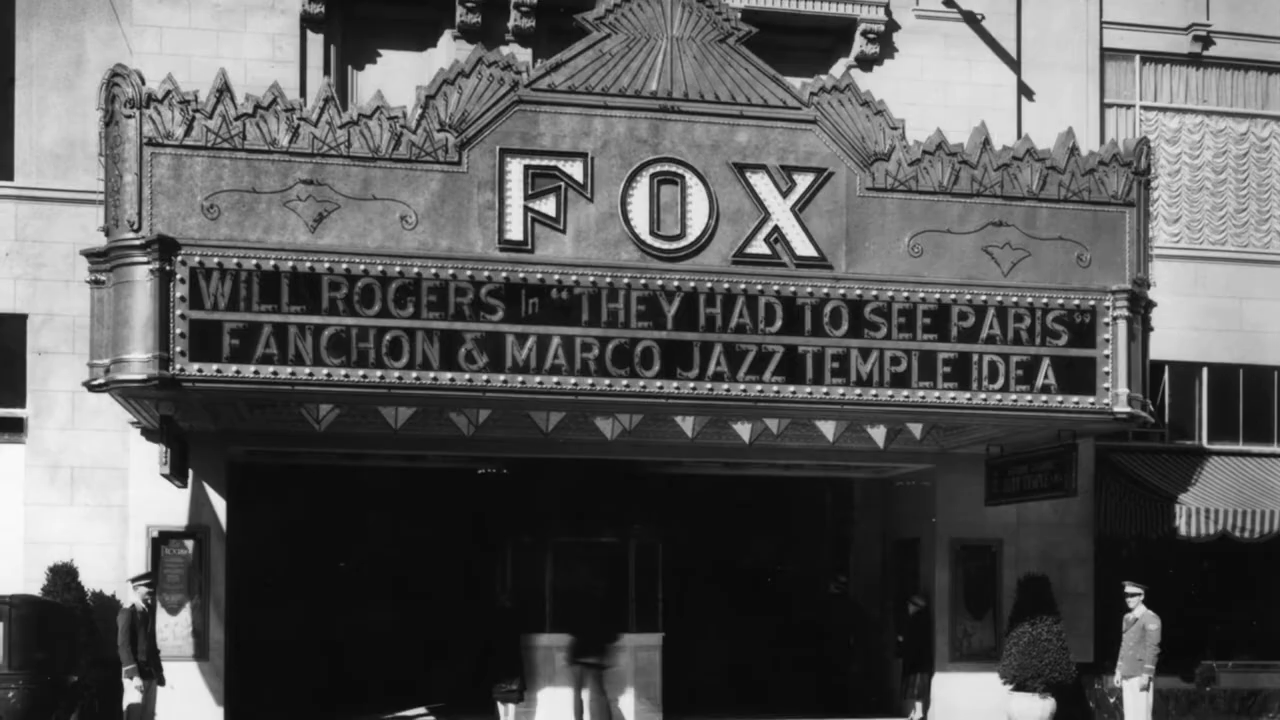 FOX
WILL ROGERS In "THEY HAD TO SEE PARIS"
FANCHON & MARCO JAZZ TEMPLE IDEA